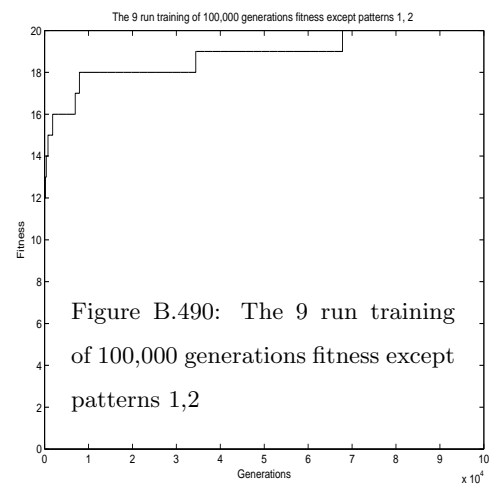 The 9 run training of 100,000 generations fitness except patterns 1, 2
20
18
16
14
12
10
8
6
4
2
0
Fitness
Figure B.490: The 9 run training
of 100,000 generations fitness except
patterns 1,2
0 1 2 3 4 5 6 7 8 9 10
Generations
x 10^4